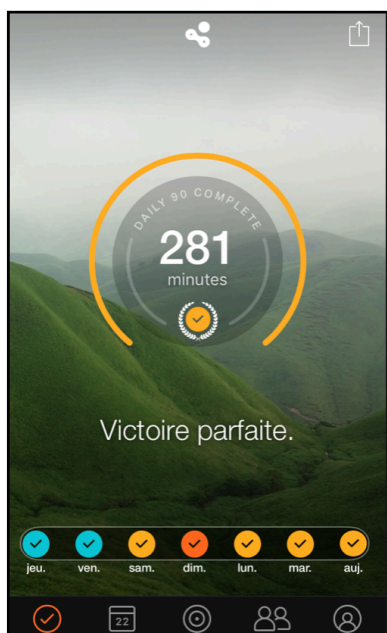 DAILY 90 COMPLETE
281
minutes
Victoire parfaite.
jeu. ven. sam. dim. lun. mar. auj.
22